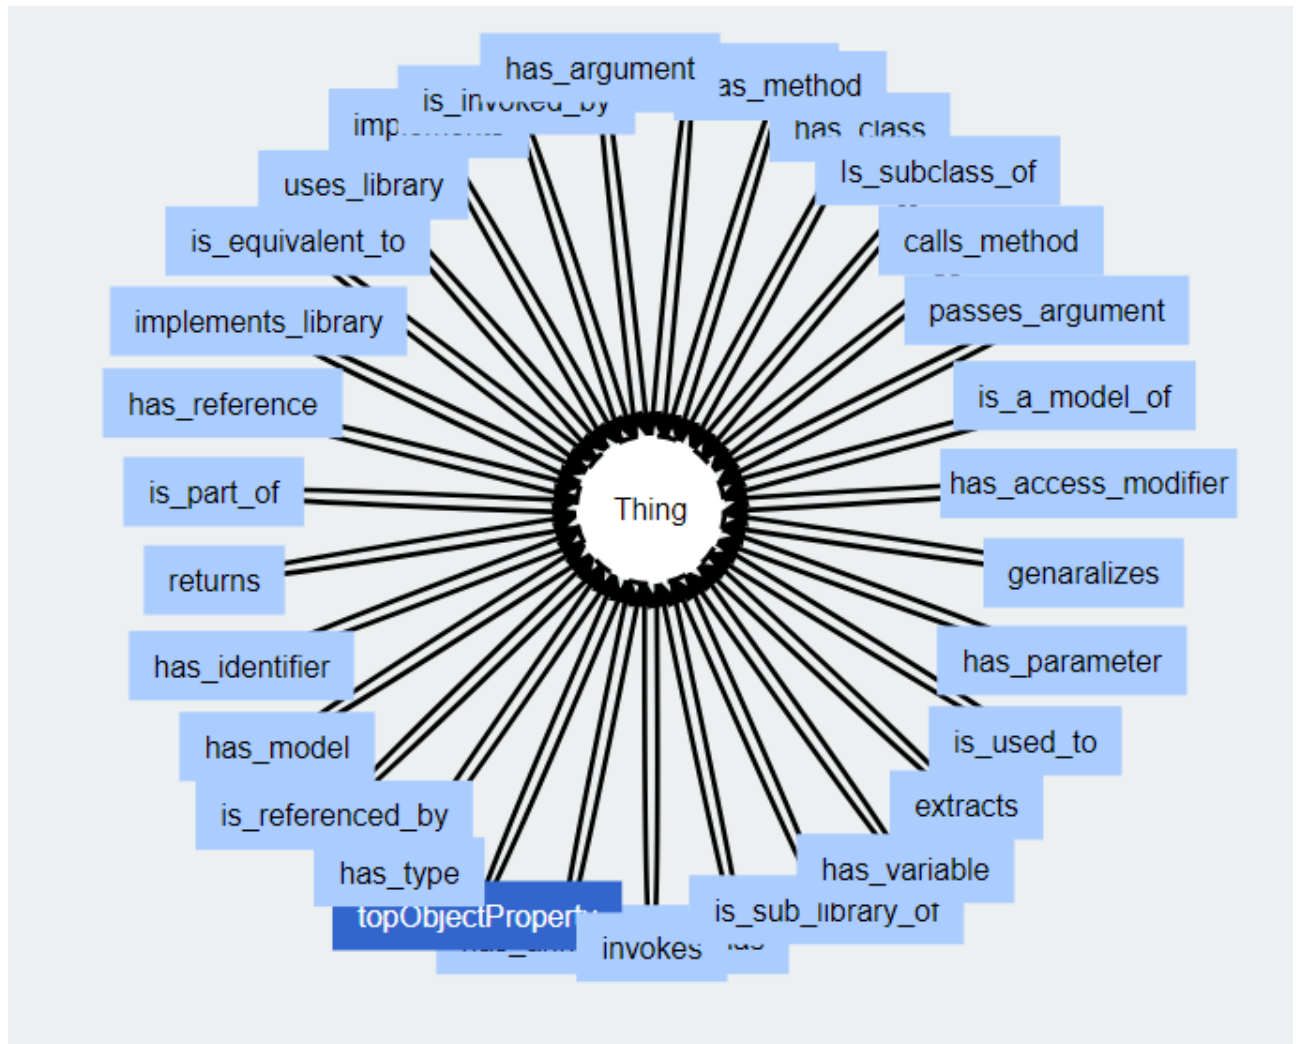 has_argument
as_method
is_invoked_by
has_class
Is_subclass_of
uses_library
is_equivalent_to
calls_method
implements_library
passes_argument
has_reference
is_a_model_of
is_part_of
has_access_modifier
Thing
returns
genaralizes
has_identifier
has_parameter
has_model
is_used_to
is_referenced_by
extracts
has_type
has_variable
topObjectProperty
is_sub_library_of
invokes